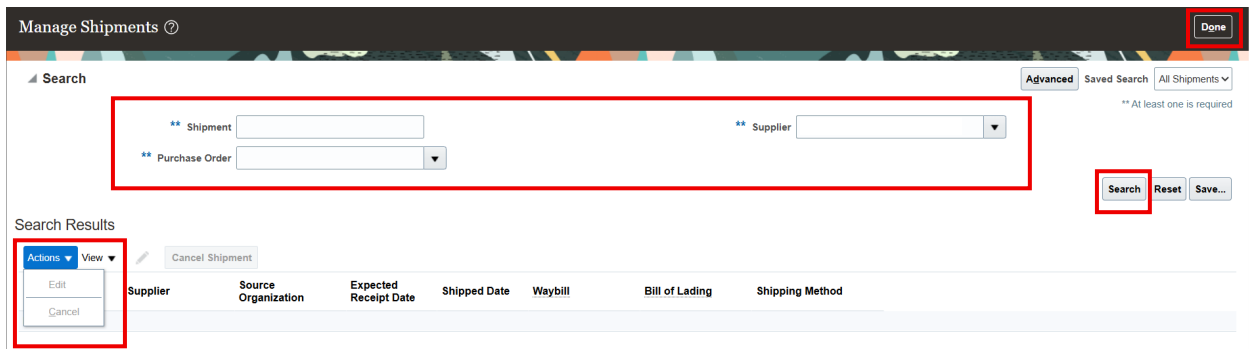 Manage Shipments ?
Done
Search
Advanced Saved Search All Shipments
** At least one is required
** Shipment
** Supplier
** Purchase Order
Search Reset Save...
Search Results
Actions View Cancel Shipment
Edit
Cancel
Supplier Source Organization Expected Receipt Date Shipped Date Waybill Bill of Lading Shipping Method